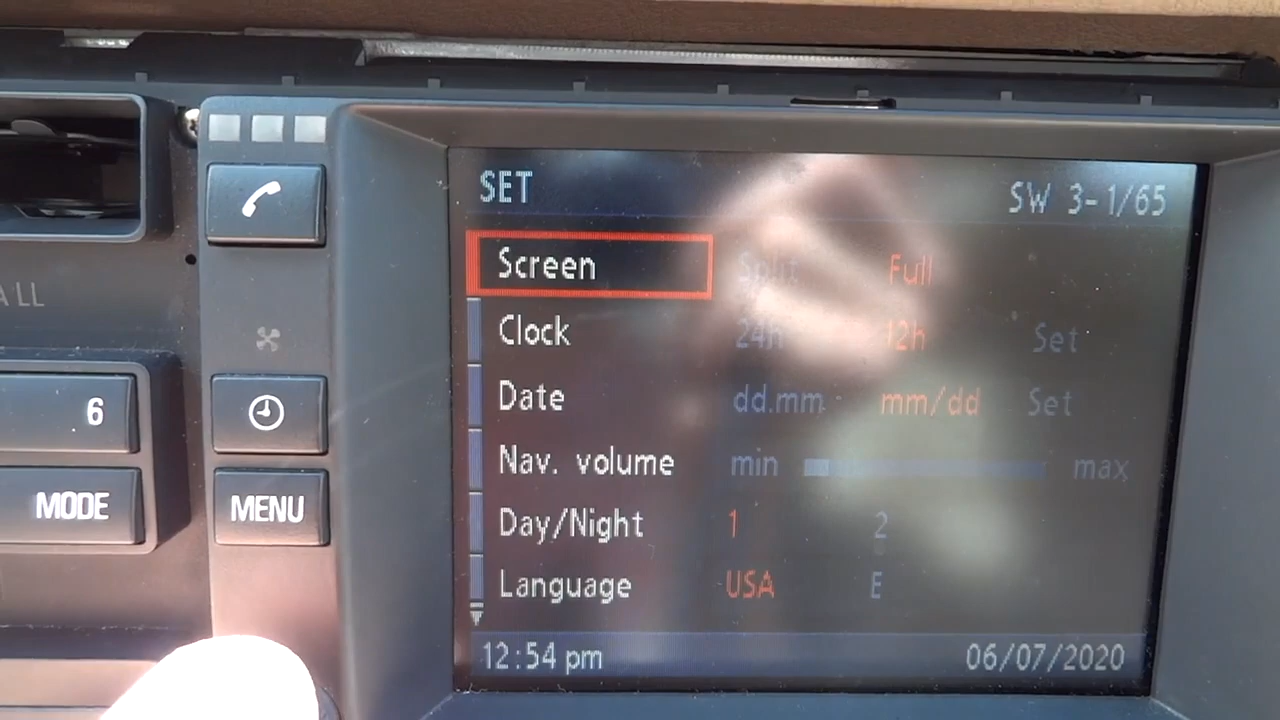 SET SW 3-1/65
Screen Split Full
Clock 24h 12h Set
Date dd.mm mm/dd Set
Nav. volume min max
Day/Night 1 2
Language USA E
12:54 pm 06/07/2020
ALL
6
MODE
MENU